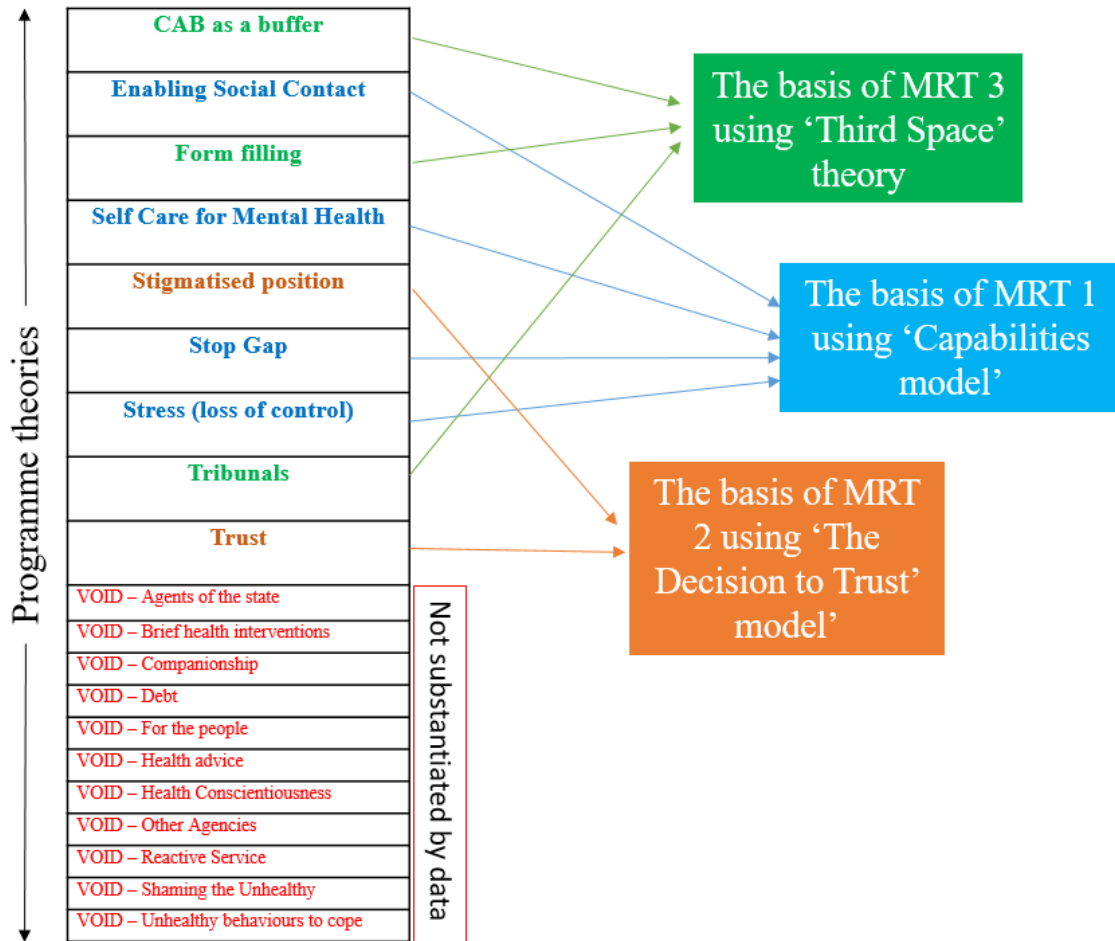 Programme theories
CAB as a buffer
Enabling Social Contact
Form filling
Self Care for Mental Health
Stigmatised position
Stop Gap
Stress (loss of control)
Tribunals
Trust
VOID – Agents of the state
VOID – Brief health interventions
VOID – Companionship
VOID – Debt
VOID – For the people
VOID – Health advice
VOID – Health Conscientiousness
VOID – Other Agencies
VOID – Reactive Service
VOID – Shaming the Unhealthy
VOID – Unhealthy behaviours to cope
Not substantiated by data
The basis of MRT 3
using ‘Third Space’
theory
The basis of MRT 1
using ‘Capabilities
model’
The basis of MRT
2 using ‘The
Decision to Trust’
model’